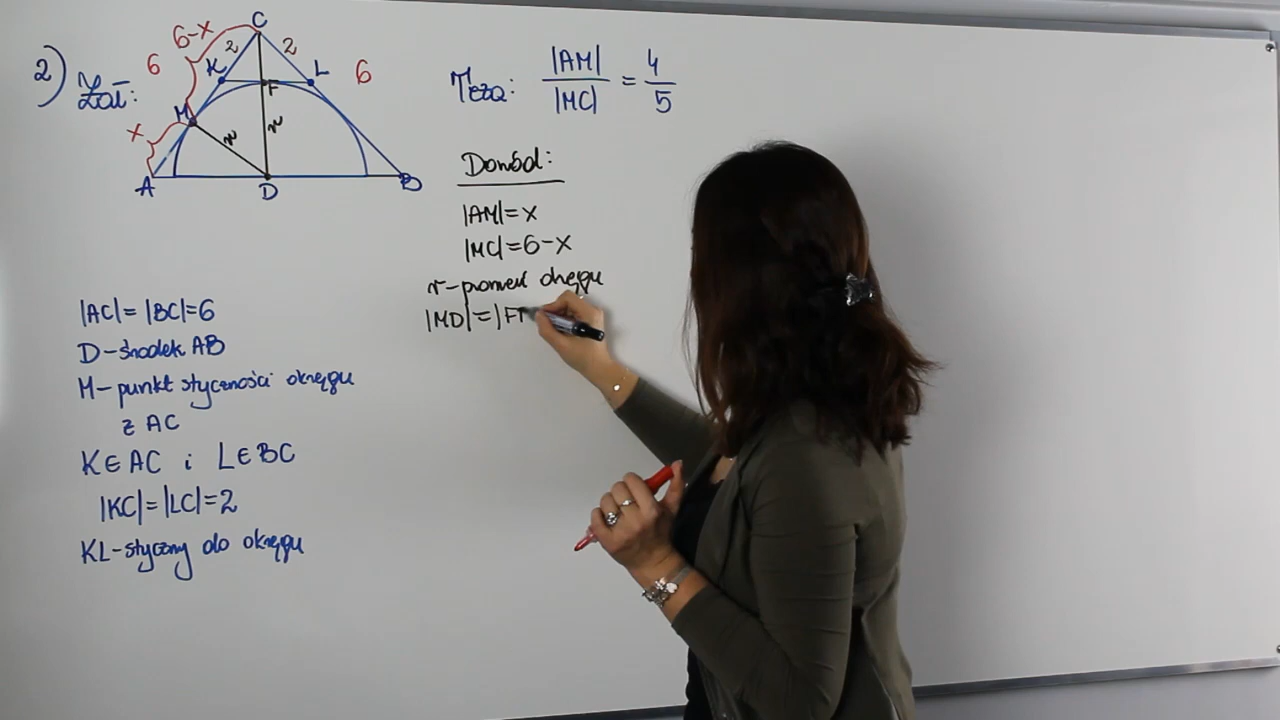 2) Zał:
6
6-x
C
2
2
K
L
6
F
M
x
r
r
A
D
B
|AC|=|BC|=6
D-środek AB
M-punkt styczności okręgu
z AC
K∈AC i L∈BC
|KC|=|LC|=2
KL-styczny do okręgu
Teza: |AM|/|MC| = 4/5
Dowód:
|AM|=x
|MC|=6-x
r-promień okręgu
|MD|=|F